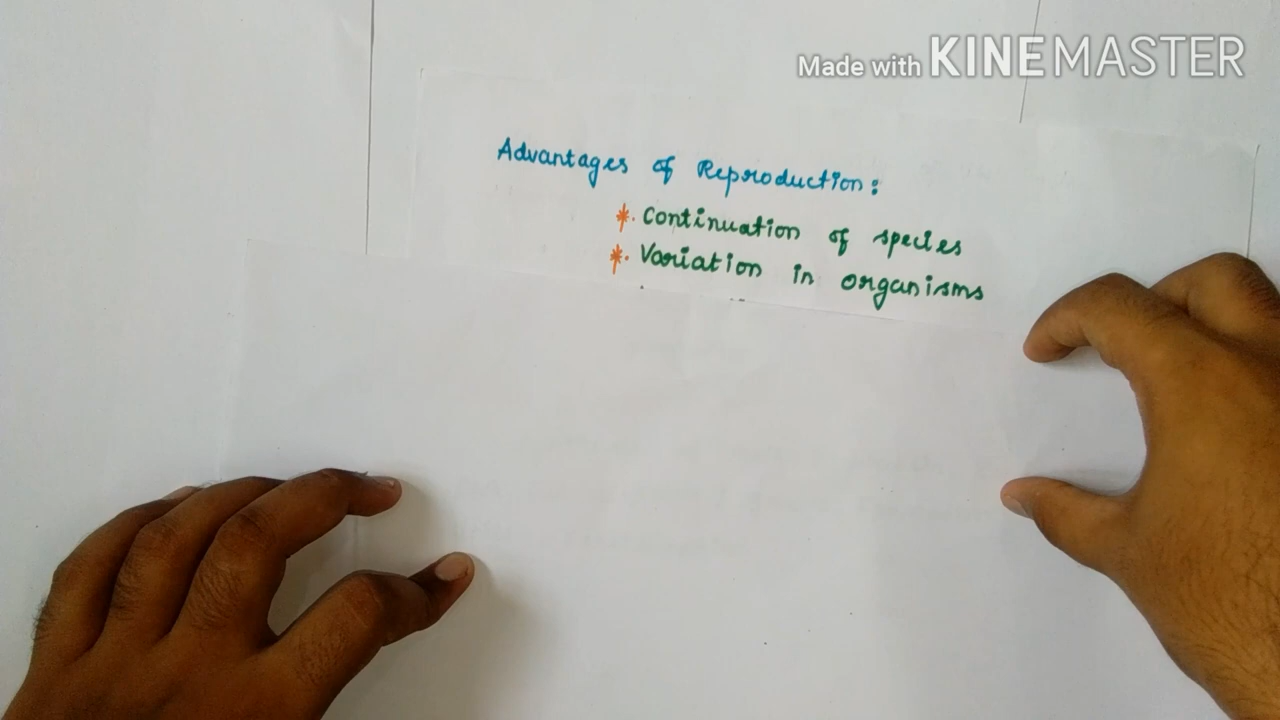 Made with KINEMASTER
Advantages of Reproduction:
*. Continuation of species
*. Variation in organisms